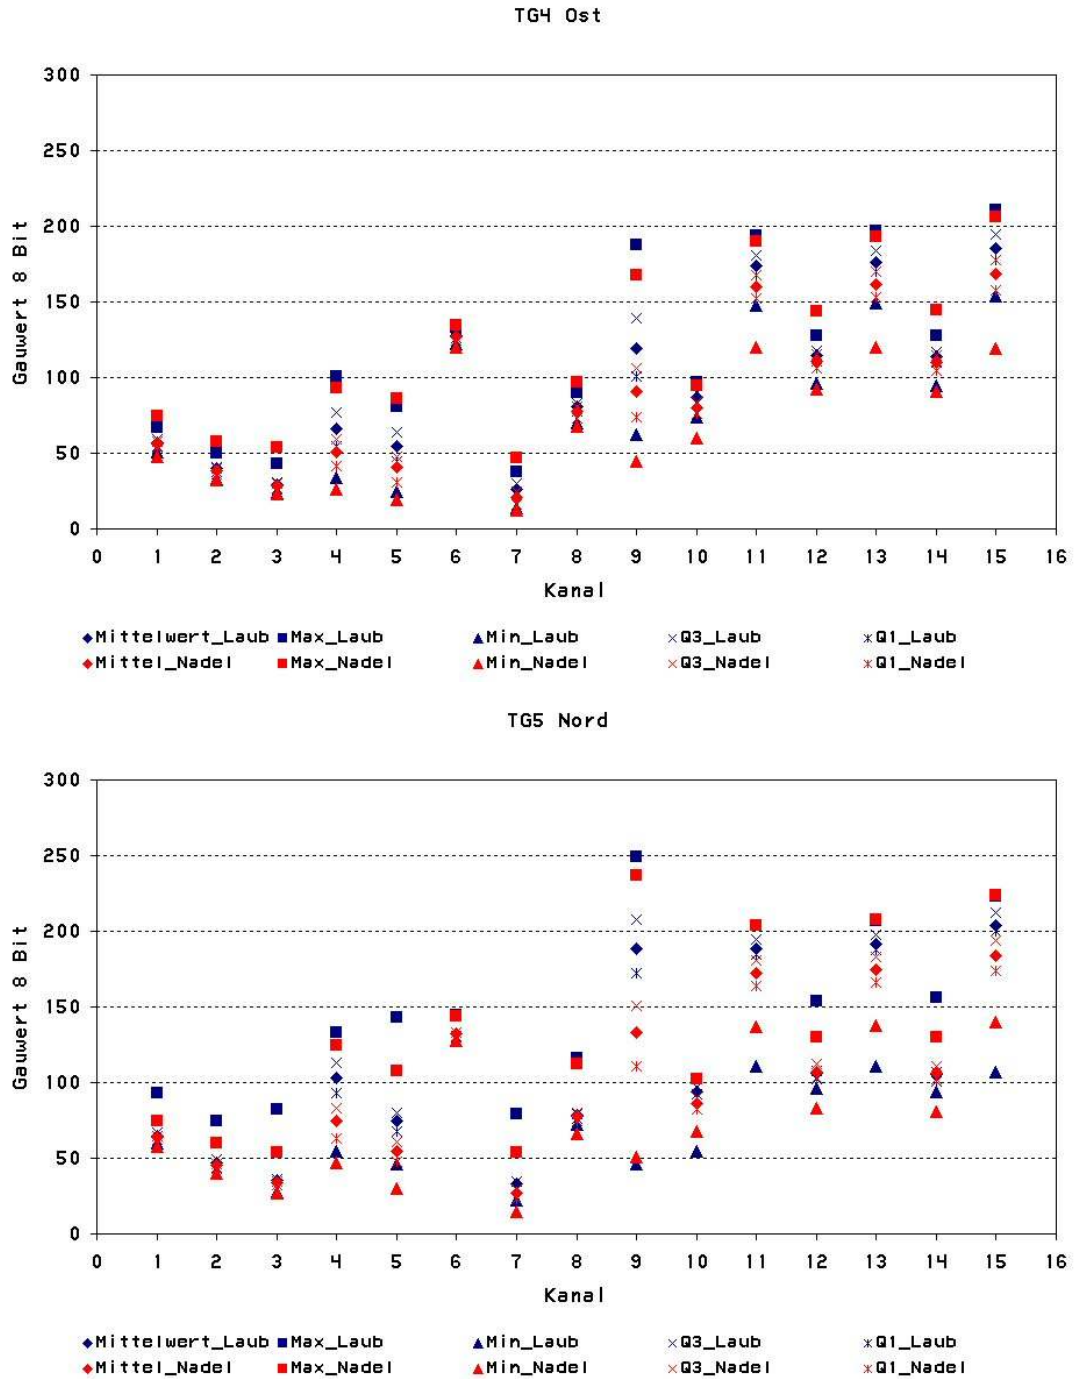 TG4 Ost
300
250
200
150
100
50
0
Gauwert 8 Bit
0 1 2 3 4 5 6 7 8 9 10 11 12 13 14 15 16
Kanal
Mittelwert_Laub Max_Laub Min_Laub Q3_Laub Q1_Laub
Mittel_Nadel Max_Nadel Min_Nadel Q3_Nadel Q1_Nadel
TG5 Nord
300
250
200
150
100
50
0
Gauwert 8 Bit
0 1 2 3 4 5 6 7 8 9 10 11 12 13 14 15 16
Kanal
Mittelwert_Laub Max_Laub Min_Laub Q3_Laub Q1_Laub
Mittel_Nadel Max_Nadel Min_Nadel Q3_Nadel Q1_Nadel